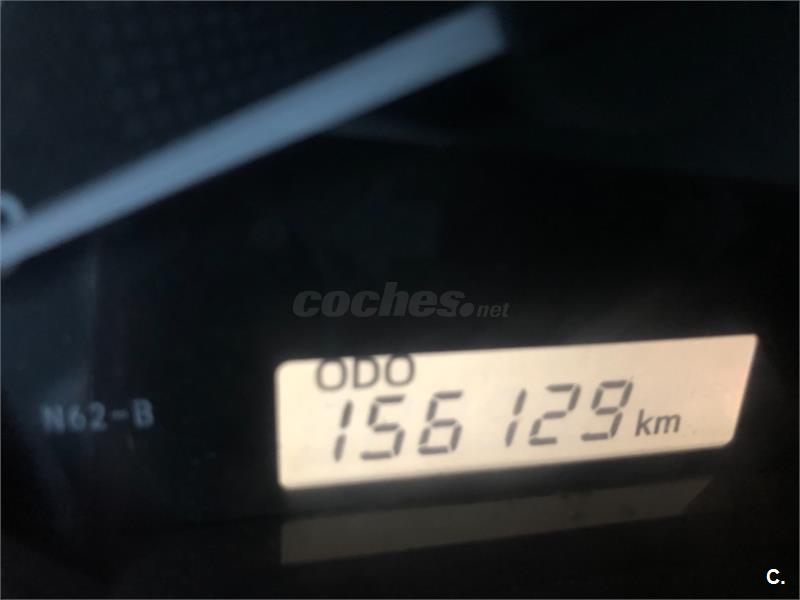 coches.net
ODO
156129 km
N62-B
C.